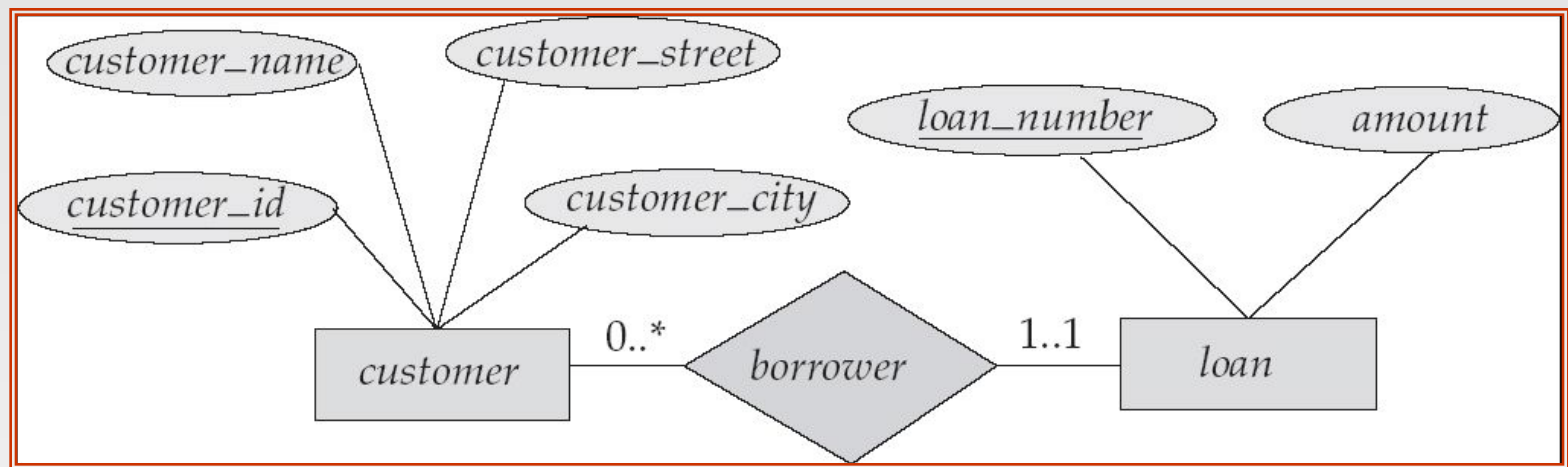 customer_name
customer_street
loan_number
amount
customer_id
customer_city
0..*
1..1
customer
borrower
loan